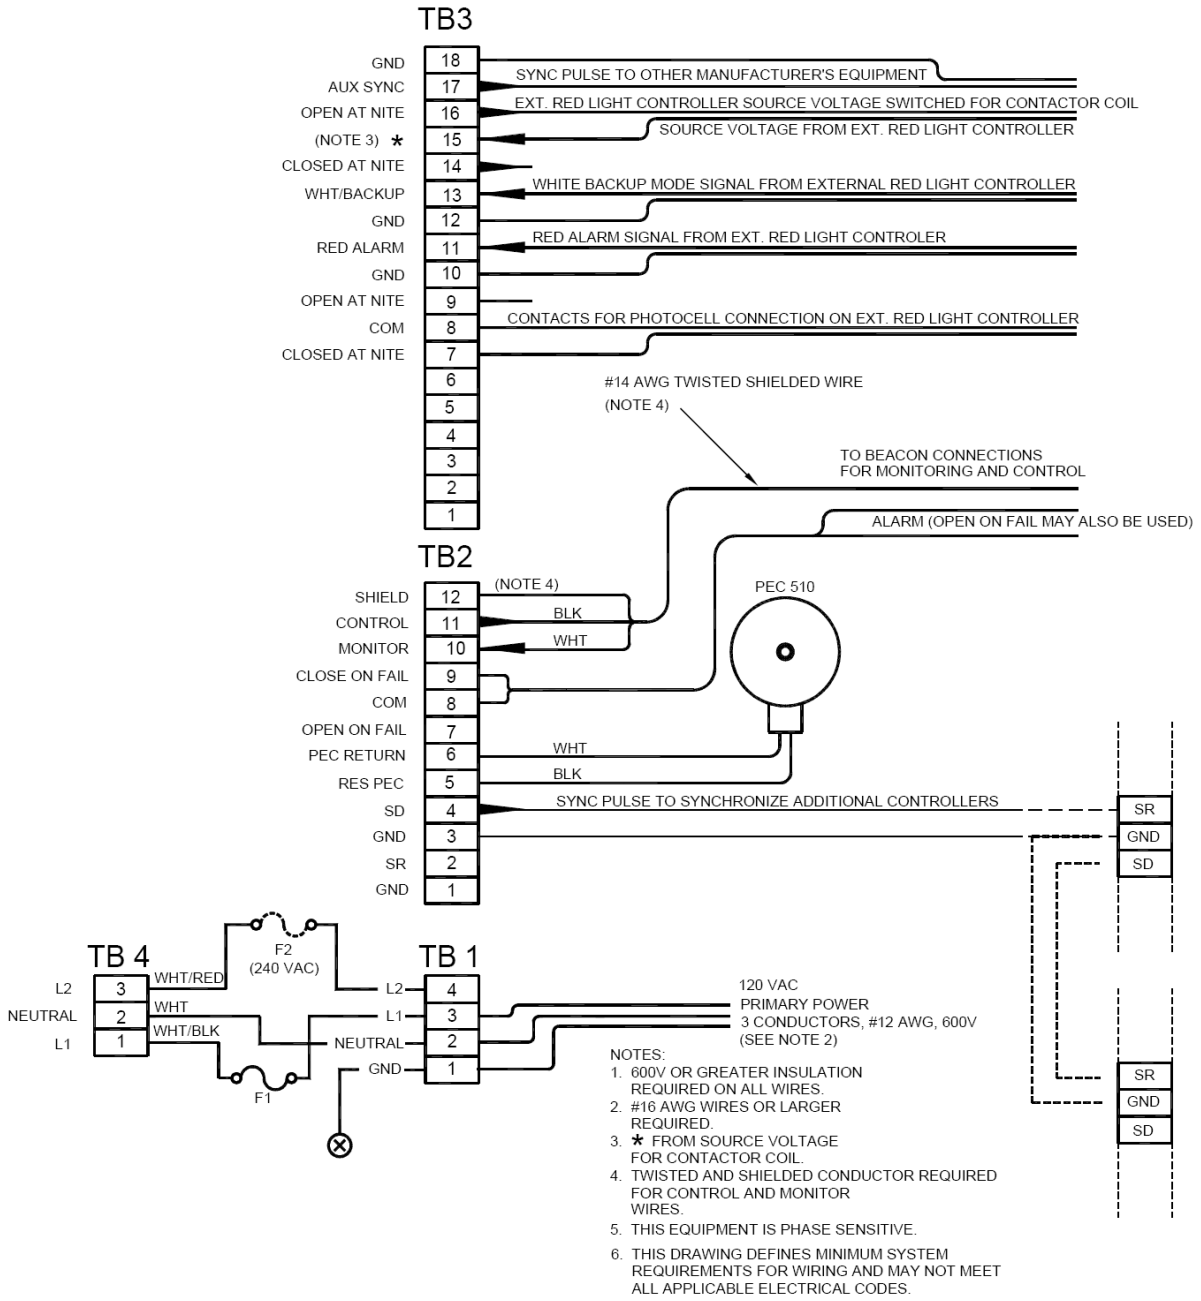 TB3
GND 18
AUX SYNC 17 SYNC PULSE TO OTHER MANUFACTURER'S EQUIPMENT
OPEN AT NITE 16 EXT. RED LIGHT CONTROLLER SOURCE VOLTAGE SWITCHED FOR CONTACTOR COIL
(NOTE 3) * 15 SOURCE VOLTAGE FROM EXT. RED LIGHT CONTROLLER
CLOSED AT NITE 14
WHT/BACKUP 13 WHITE BACKUP MODE SIGNAL FROM EXTERNAL RED LIGHT CONTROLLER
GND 12
RED ALARM 11 RED ALARM SIGNAL FROM EXT. RED LIGHT CONTROLER
GND 10
OPEN AT NITE 9
COM 8 CONTACTS FOR PHOTOCELL CONNECTION ON EXT. RED LIGHT CONTROLLER
CLOSED AT NITE 7
6
5
4
3
2
1
#14 AWG TWISTED SHIELDED WIRE
(NOTE 4)
TO BEACON CONNECTIONS
FOR MONITORING AND CONTROL
ALARM (OPEN ON FAIL MAY ALSO BE USED)
TB2
SHIELD 12 (NOTE 4)
CONTROL 11 BLK
MONITOR 10 WHT
CLOSE ON FAIL 9
COM 8
OPEN ON FAIL 7
PEC RETURN 6 WHT
RES PEC 5 BLK
SD 4 SYNC PULSE TO SYNCHRONIZE ADDITIONAL CONTROLLERS
GND 3
SR 2
GND 1
PEC 510
SR
GND
SD
TB 4
L2 3 WHT/RED
NEUTRAL 2 WHT
L1 1 WHT/BLK
F2
(240 VAC)
F1
TB 1
L2 4
L1 3
NEUTRAL 2
GND 1
120 VAC
PRIMARY POWER
3 CONDUCTORS, #12 AWG, 600V
(SEE NOTE 2)
SR
GND
SD
NOTES:
1. 600V OR GREATER INSULATION
REQUIRED ON ALL WIRES.
2. #16 AWG WIRES OR LARGER
REQUIRED.
3. * FROM SOURCE VOLTAGE
FOR CONTACTOR COIL.
4. TWISTED AND SHIELDED CONDUCTOR REQUIRED
FOR CONTROL AND MONITOR
WIRES.
5. THIS EQUIPMENT IS PHASE SENSITIVE.
6. THIS DRAWING DEFINES MINIMUM SYSTEM
REQUIREMENTS FOR WIRING AND MAY NOT MEET
ALL APPLICABLE ELECTRICAL CODES.